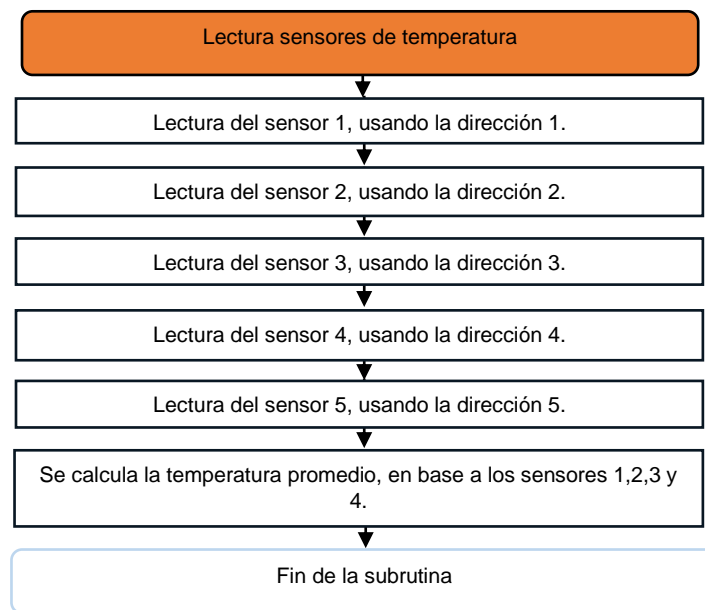 Lectura sensores de temperatura
Lectura del sensor 1, usando la dirección 1.
Lectura del sensor 2, usando la dirección 2.
Lectura del sensor 3, usando la dirección 3.
Lectura del sensor 4, usando la dirección 4.
Lectura del sensor 5, usando la dirección 5.
Se calcula la temperatura promedio, en base a los sensores 1,2,3 y
4.
Fin de la subrutina